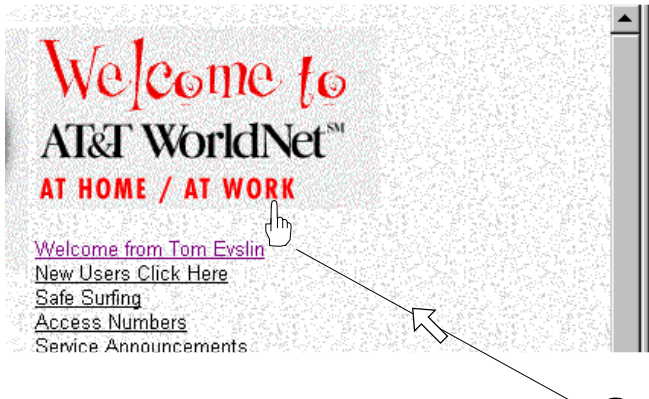 Welcome to
AT&T WorldNet℠
AT HOME / AT WORK
Welcome from Tom Evslin
New Users Click Here
Safe Surfing
Access Numbers
Service Announcements